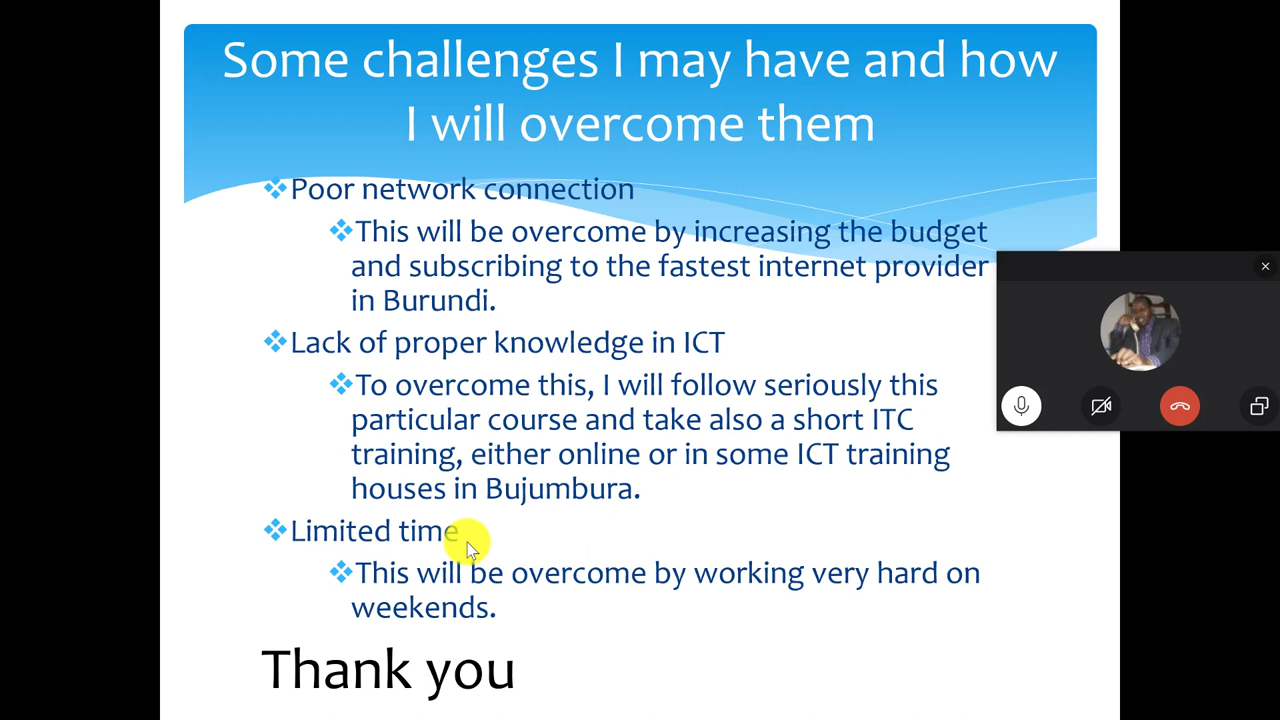 Some challenges I may have and how
I will overcome them
Poor network connection
This will be overcome by increasing the budget
and subscribing to the fastest internet provider
in Burundi.
Lack of proper knowledge in ICT
To overcome this, I will follow seriously this
particular course and take also a short ITC
training, either online or in some ICT training
houses in Bujumbura.
Limited time
This will be overcome by working very hard on
weekends.
Thank you